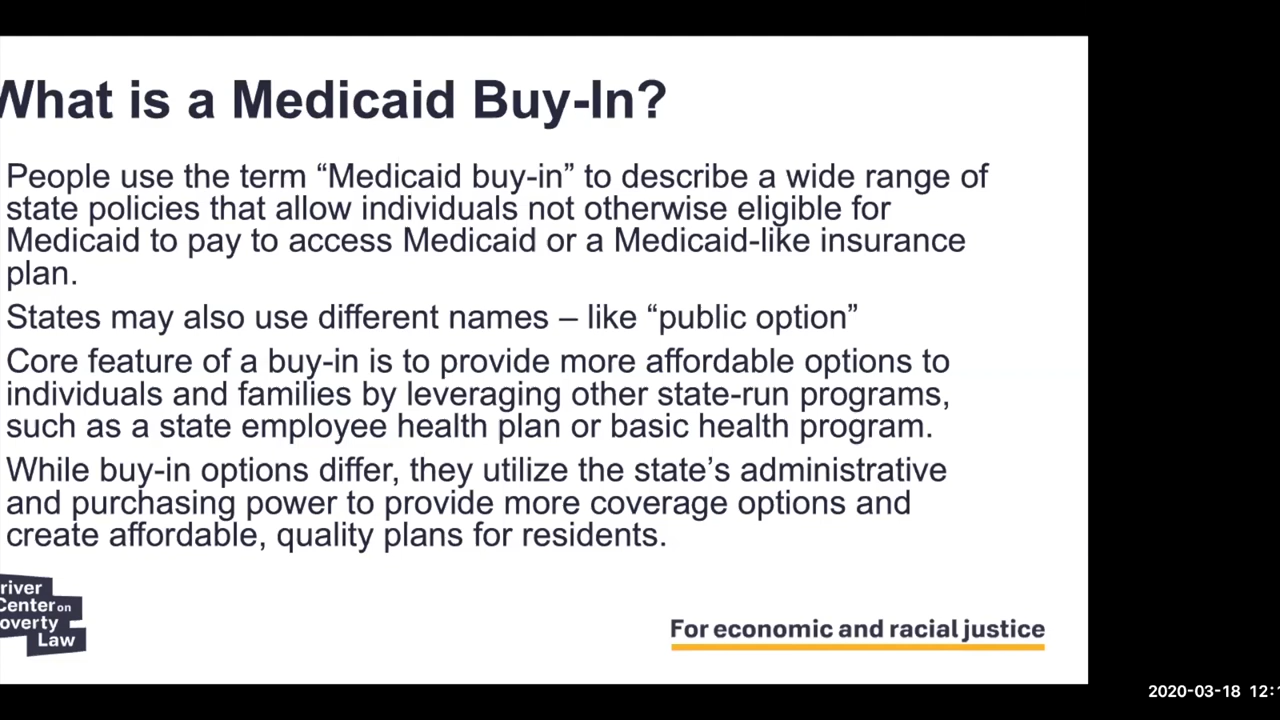 What is a Medicaid Buy-In?
People use the term “Medicaid buy-in” to describe a wide range of
state policies that allow individuals not otherwise eligible for
Medicaid to pay to access Medicaid or a Medicaid-like insurance
plan.
States may also use different names – like “public option”
Core feature of a buy-in is to provide more affordable options to
individuals and families by leveraging other state-run programs,
such as a state employee health plan or basic health program.
While buy-in options differ, they utilize the state’s administrative
and purchasing power to provide more coverage options and
create affordable, quality plans for residents.
river
Center on
overty
Law
For economic and racial justice
2020-03-18